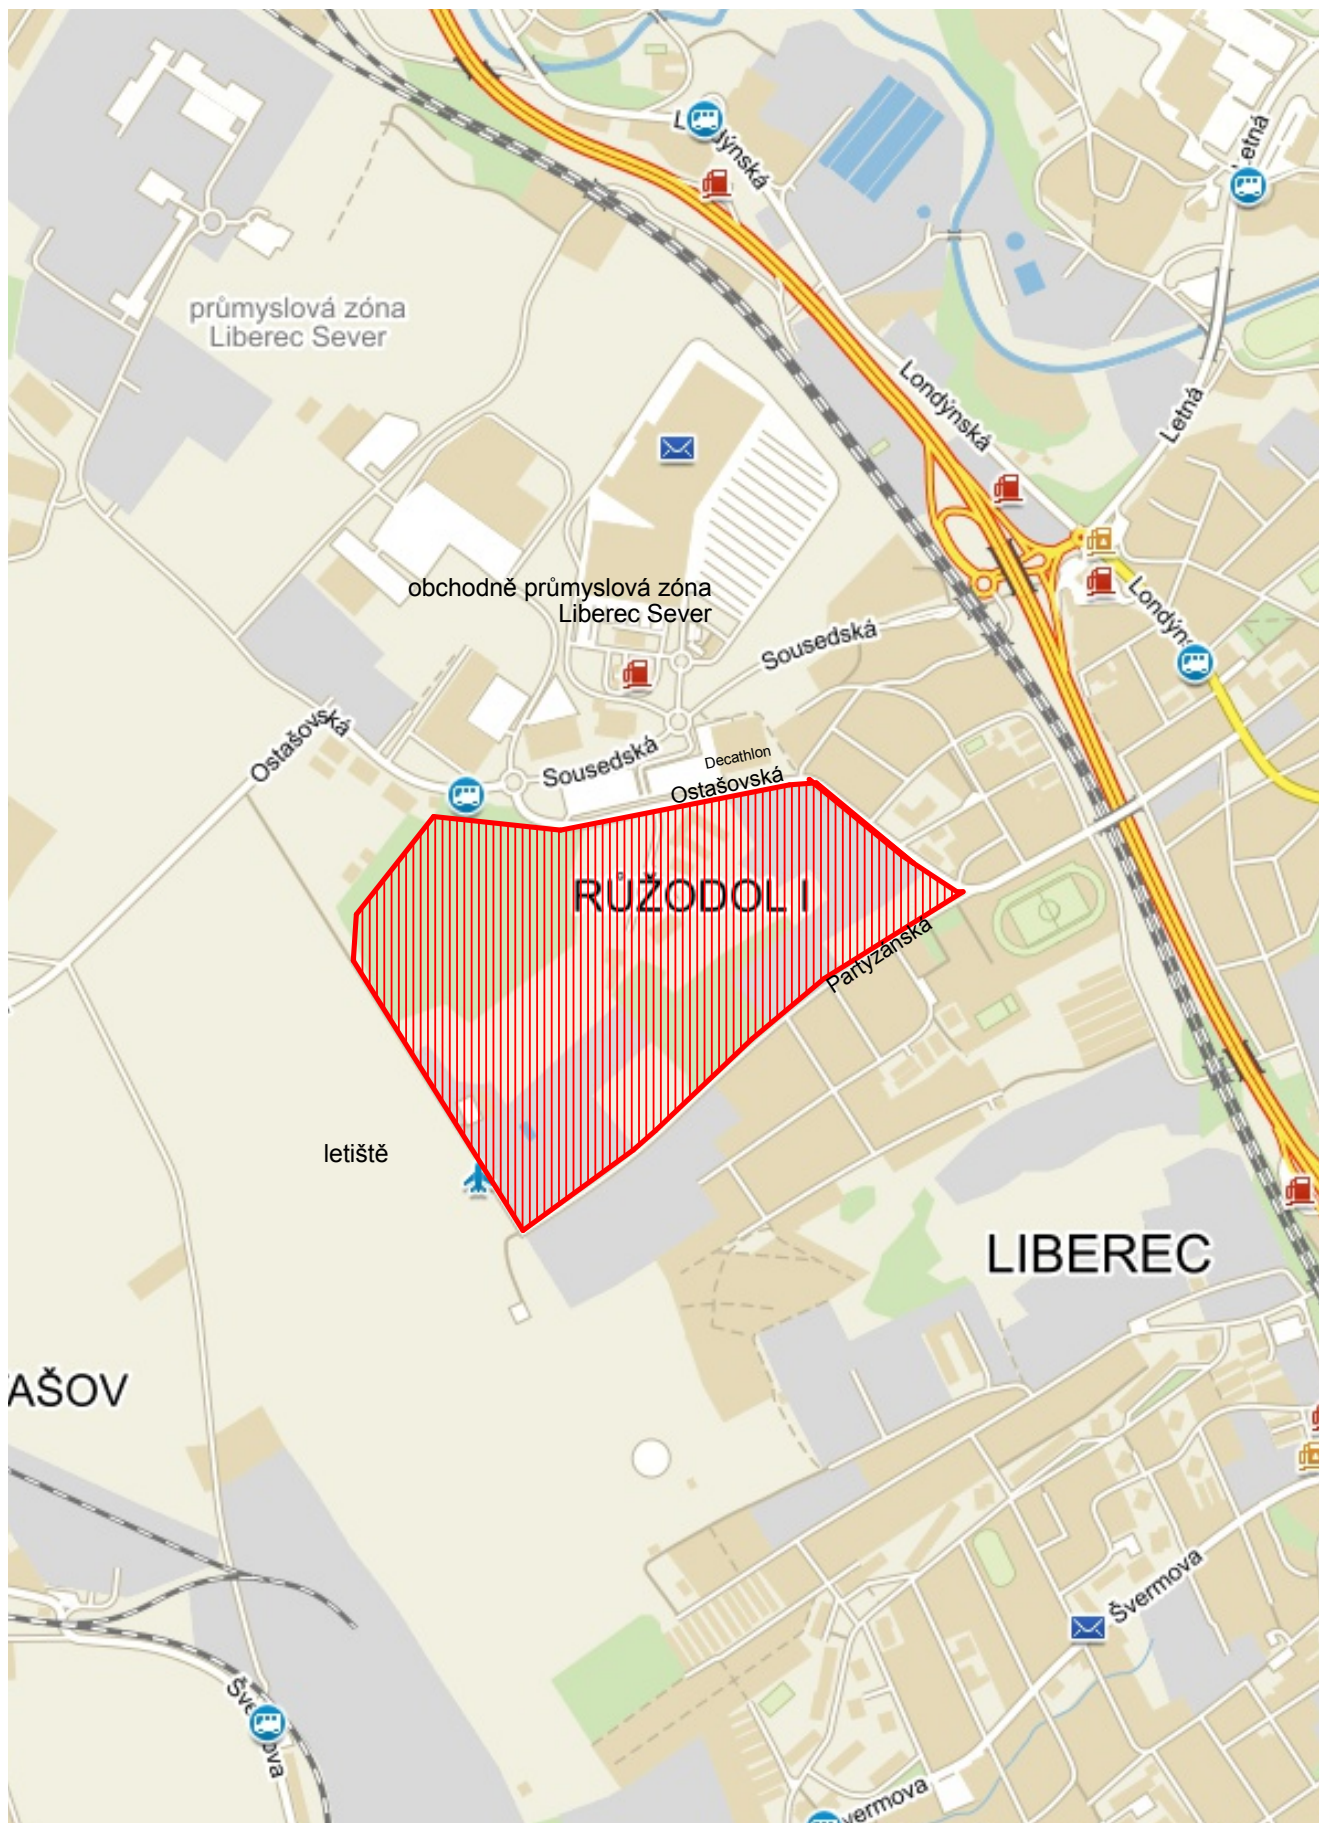 Letná
průmyslová zóna
Liberec Sever
Londýnská
Letná
obchodně průmyslová zóna
Liberec Sever
Sousedská
Ostašovská
Sousedská
Decathlon
Ostašovská
RŮŽODOL I
Partyzánská
letiště
LIBEREC
AŠOV
Švermova